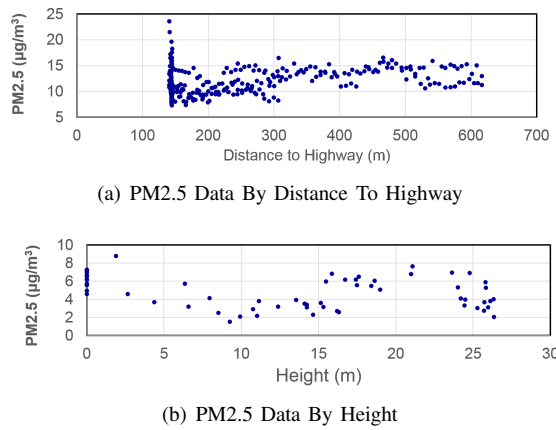 25
20
15
10
5
PM2.5 (µg/m³)
0 100 200 300 400 500 600 700
Distance to Highway (m)
(a) PM2.5 Data By Distance To Highway
10
8
6
4
2
0
PM2.5 (µg/m³)
0 5 10 15 20 25 30
Height (m)
(b) PM2.5 Data By Height